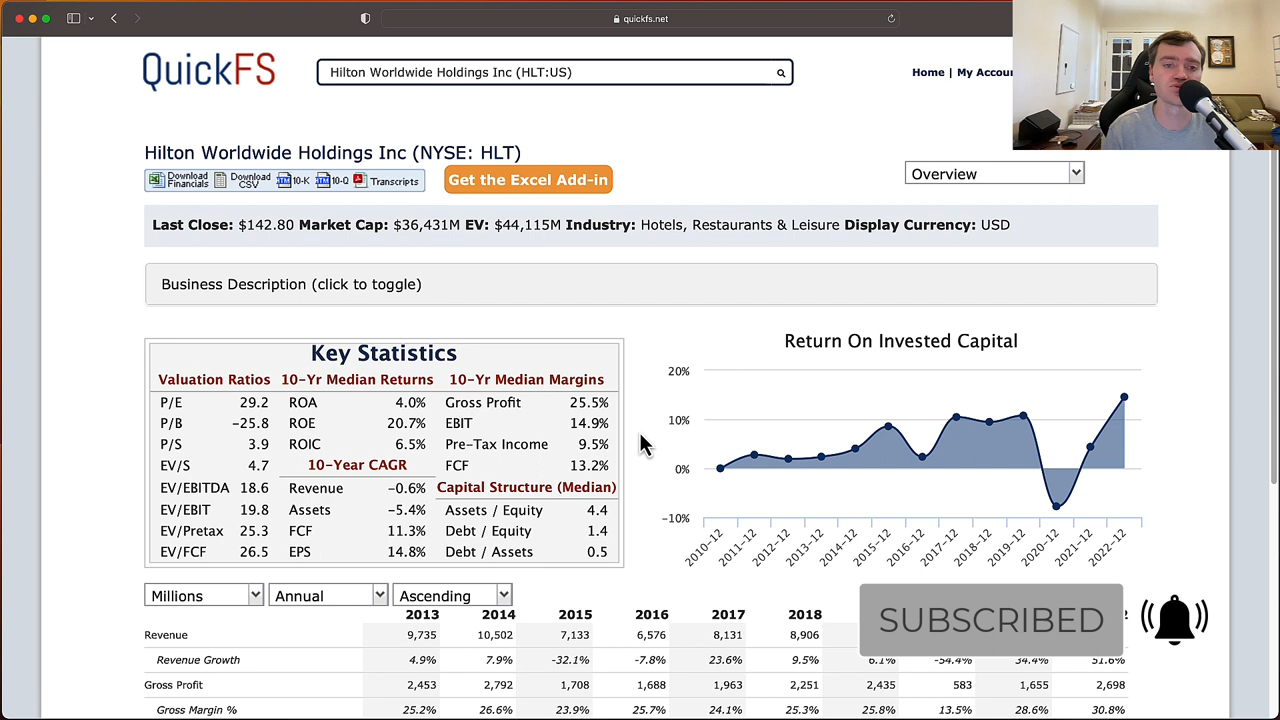 quickfs.net
QuickFS
Hilton Worldwide Holdings Inc (HLT:US)
Home | My Accou
Hilton Worldwide Holdings Inc (NYSE: HLT)
Download Financials Download CSV 10-K 10-Q Transcripts
Get the Excel Add-in
Overview
Last Close: $142.80 Market Cap: $36,431M EV: $44,115M Industry: Hotels, Restaurants & Leisure Display Currency: USD
Business Description (click to toggle)
Key Statistics
Valuation Ratios 10-Yr Median Returns 10-Yr Median Margins
P/E 29.2 ROA 4.0% Gross Profit 25.5%
P/B -25.8 ROE 20.7% EBIT 14.9%
P/S 3.9 ROIC 6.5% Pre-Tax Income 9.5%
EV/S 4.7 10-Year CAGR FCF 13.2%
EV/EBITDA 18.6 Revenue -0.6% Capital Structure (Median)
EV/EBIT 19.8 Assets -5.4% Assets / Equity 4.4
EV/Pretax 25.3 FCF 11.3% Debt / Equity 1.4
EV/FCF 26.5 EPS 14.8% Debt / Assets 0.5
Return On Invested Capital
20%
10%
0%
-10%
2010-12 2011-12 2012-12 2013-12 2014-12 2015-12 2016-12 2017-12 2018-12 2019-12 2020-12 2021-12 2022-12
Millions Annual Ascending
SUBSCRIBED
2013 2014 2015 2016 2017 2018
Revenue 9,735 10,502 7,133 6,576 8,131 8,906
Revenue Growth 4.9% 7.9% -32.1% -7.8% 23.6% 9.5% 6.1% -54.4% 34.4% 51.6%
Gross Profit 2,453 2,792 1,708 1,688 1,963 2,251 2,435 583 1,655 2,698
Gross Margin % 25.2% 26.6% 23.9% 25.7% 24.1% 25.3% 25.8% 13.5% 28.6% 30.8%